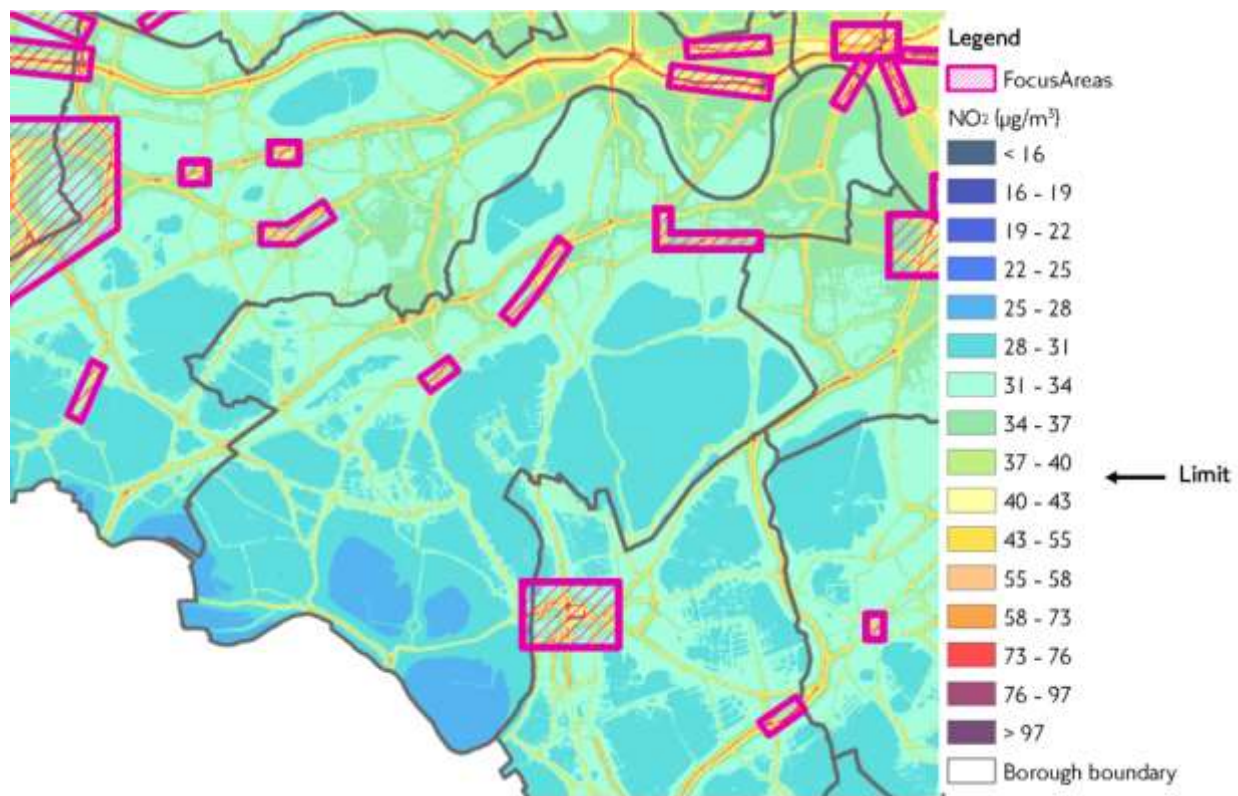 Legend
FocusAreas
NO2 (µg/m³)
< 16
16 - 19
19 - 22
22 - 25
25 - 28
28 - 31
31 - 34
34 - 37
37 - 40
Limit
40 - 43
43 - 55
55 - 58
58 - 73
73 - 76
76 - 97
> 97
Borough boundary